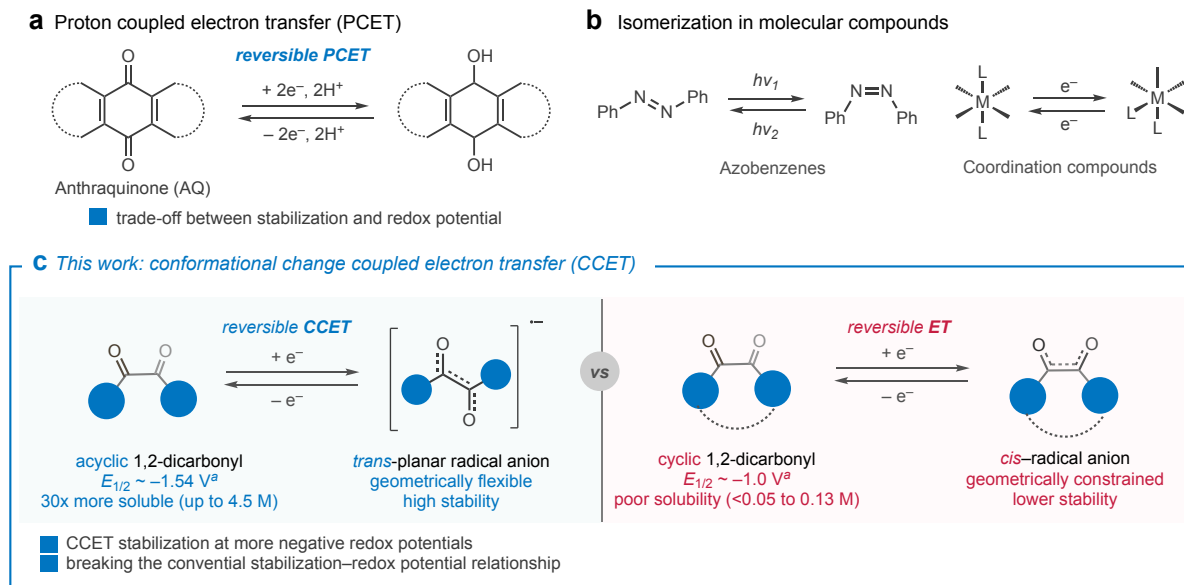 a Proton coupled electron transfer (PCET)
reversible PCET
O
O
+ 2e⁻, 2H⁺
– 2e⁻, 2H⁺
OH
OH
Anthraquinone (AQ)
trade-off between stabilization and redox potential
b Isomerization in molecular compounds
Ph N N Ph
hv₁
hv₂
N N
Ph Ph
Azobenzenes
L
M
L
e⁻
e⁻
M
L
L
Coordination compounds
c This work: conformational change coupled electron transfer (CCET)
O O
reversible CCET
+ e⁻
– e⁻
O
O
•–
acyclic 1,2-dicarbonyl
E1/2 ~ –1.54 Vᵃ
30x more soluble (up to 4.5 M)
trans-planar radical anion
geometrically flexible
high stability
vs
O O
reversible ET
+ e⁻
– e⁻
O O
cyclic 1,2-dicarbonyl
E1/2 ~ –1.0 Vᵃ
poor solubility (<0.05 to 0.13 M)
cis–radical anion
geometrically constrained
lower stability
CCET stabilization at more negative redox potentials
breaking the convential stabilization–redox potential relationship